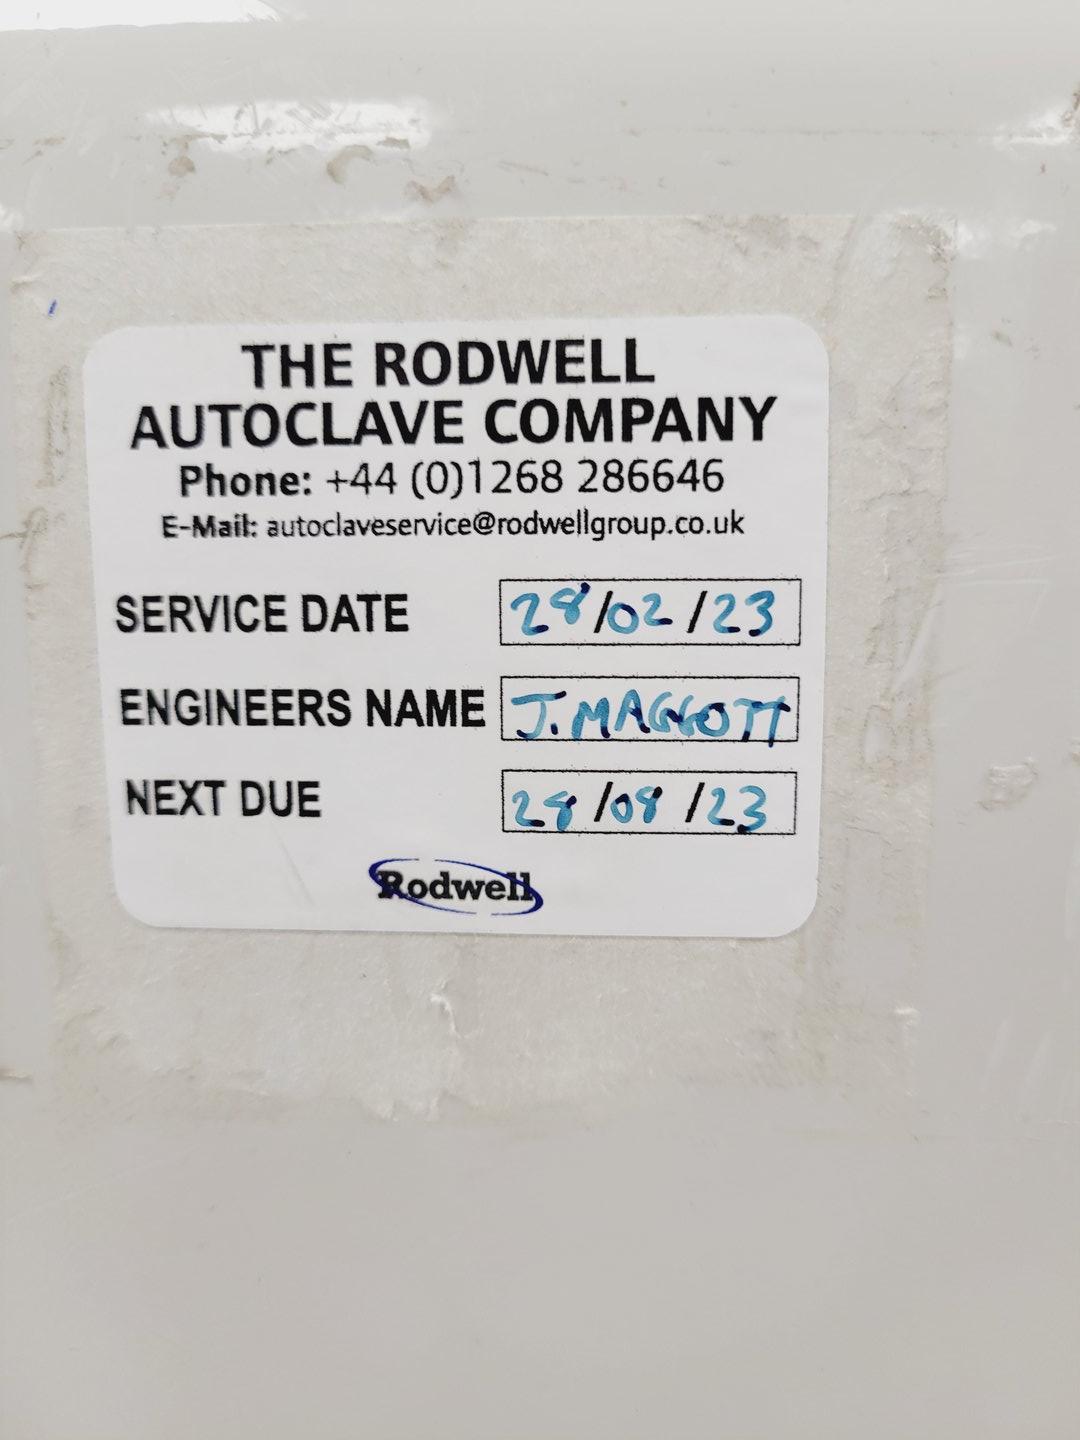 THE RODWELL
AUTOCLAVE COMPANY
Phone: +44 (0)1268 286646
E-Mail: autoclaveservice@rodwellgroup.co.uk
SERVICE DATE 28/02/23
ENGINEERS NAME J.MAGGOTT
NEXT DUE 28/08/23
Rodwell